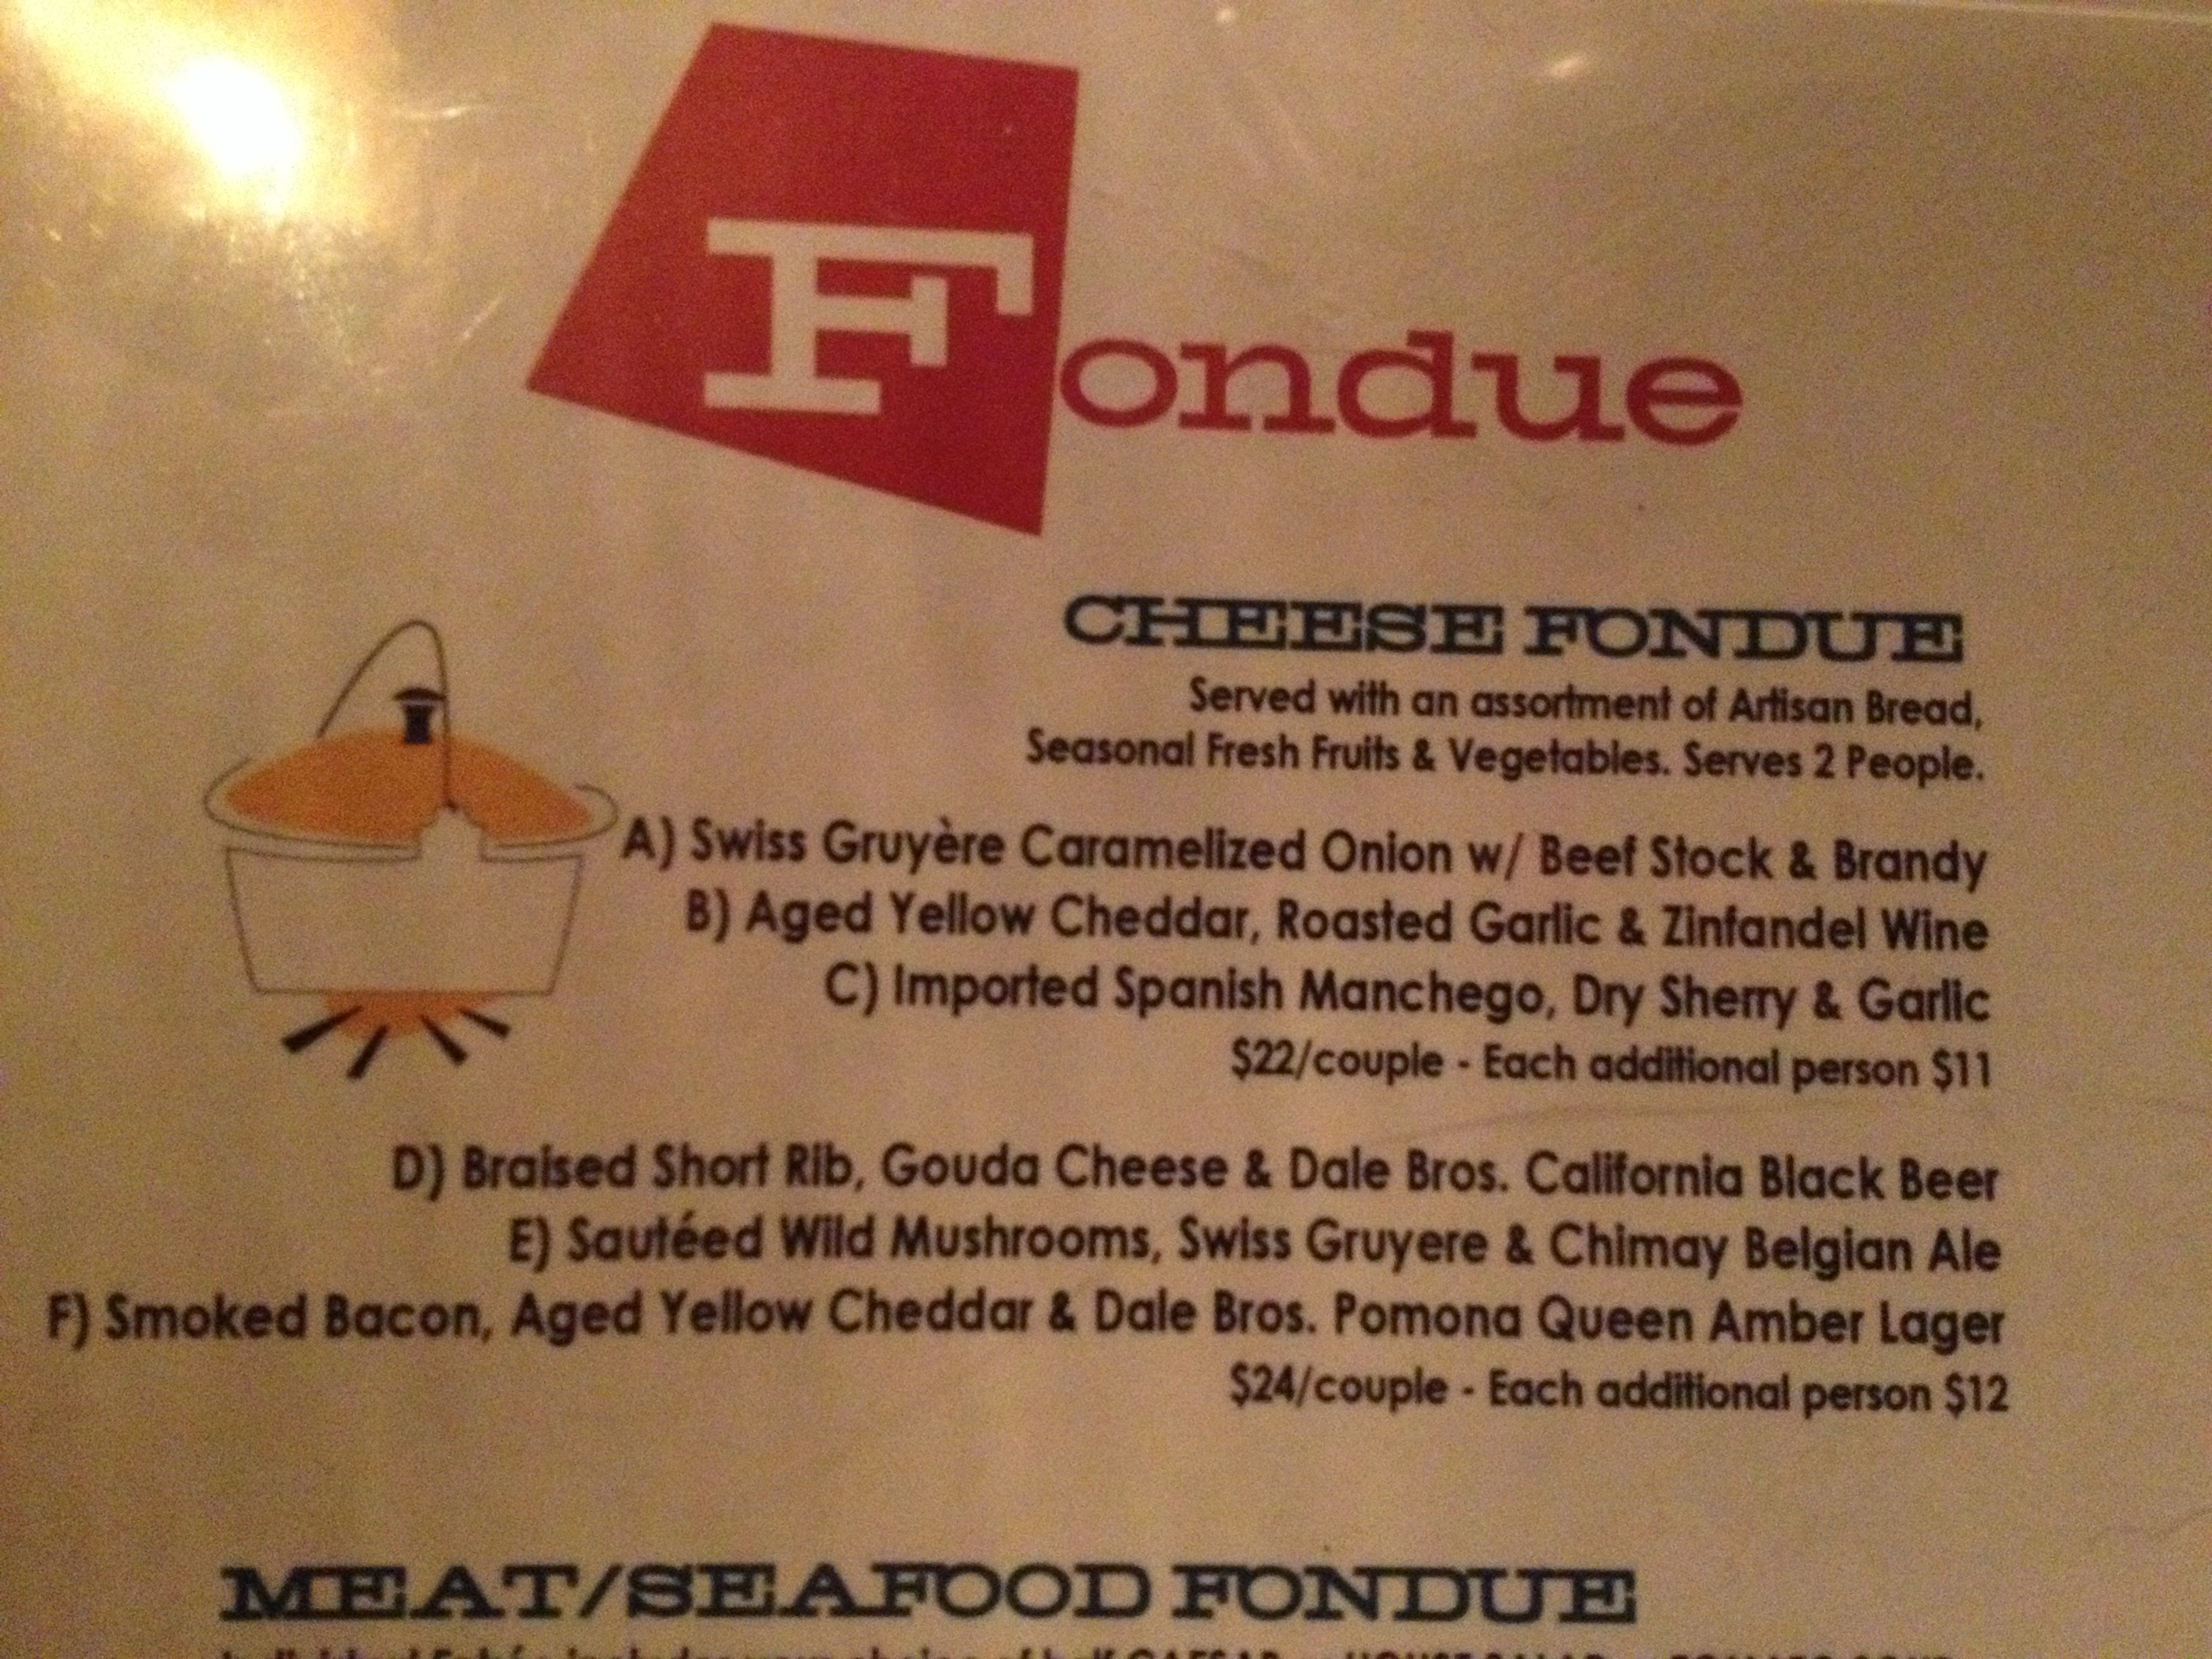 Fondue
CHEESE FONDUE
Served with an assortment of Artisan Bread,
Seasonal Fresh Fruits & Vegetables. Serves 2 People.
A) Swiss Gruyère Caramelized Onion w/ Beef Stock & Brandy
B) Aged Yellow Cheddar, Roasted Garlic & Zinfandel Wine
C) Imported Spanish Manchego, Dry Sherry & Garlic
$22/couple - Each additional person $11
D) Braised Short Rib, Gouda Cheese & Dale Bros. California Black Beer
E) Sautéed Wild Mushrooms, Swiss Gruyere & Chimay Belgian Ale
F) Smoked Bacon, Aged Yellow Cheddar & Dale Bros. Pomona Queen Amber Lager
$24/couple - Each additional person $12
MEAT/SEAFOOD FONDUE